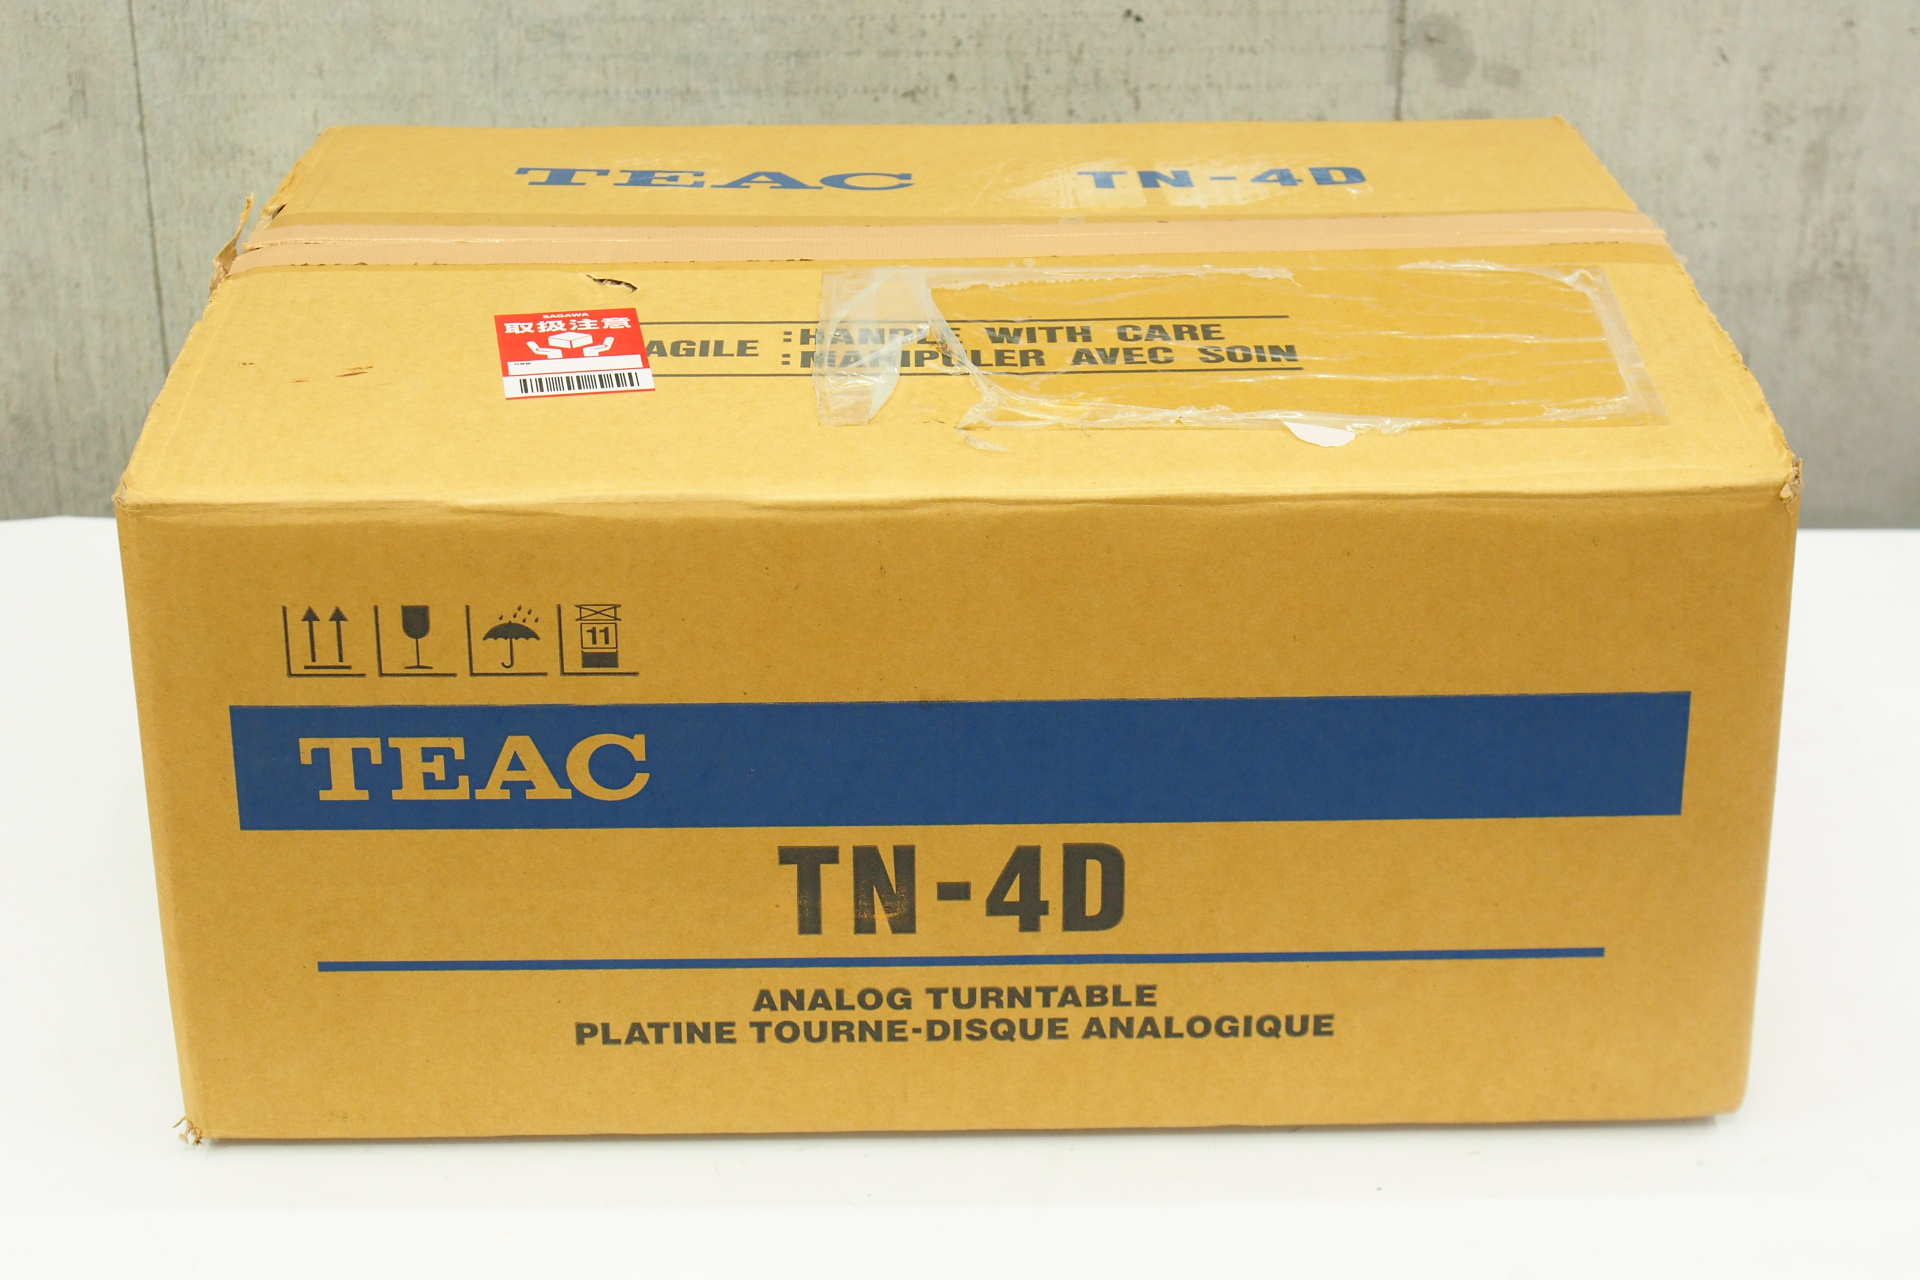 TEAC TN-4D
SAGAWA
取扱注意
AGILE :HANDLE WITH CARE
:MANIPULER AVEC SOIN
11
TEAC
TN-4D
ANALOG TURNTABLE
PLATINE TOURNE-DISQUE ANALOGIQUE